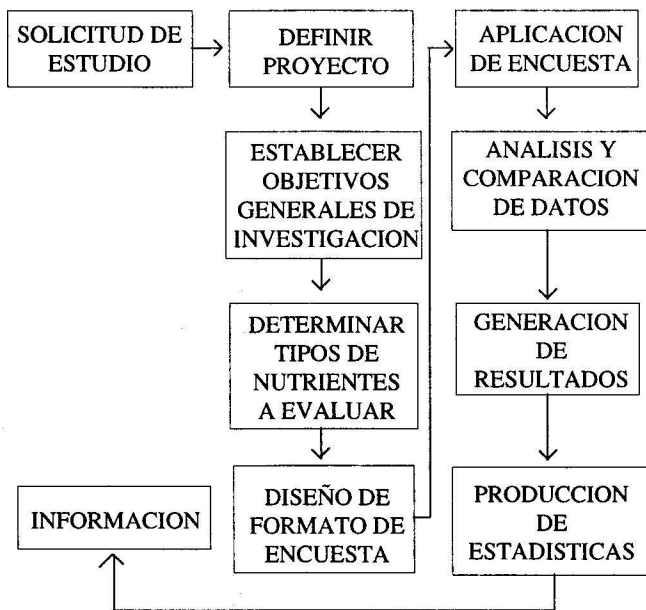 SOLICITUD DE
ESTUDIO
DEFINIR
PROYECTO
ESTABLECER
OBJETIVOS
GENERALES DE
INVESTIGACION
DETERMINAR
TIPOS DE
NUTRIENTES
A EVALUAR
DISEÑO DE
FORMATO DE
ENCUESTA
APLICACION
DE ENCUESTA
ANALISIS Y
COMPARACION
DE DATOS
GENERACION
DE
RESULTADOS
PRODUCCION
DE
ESTADISTICAS
INFORMACION